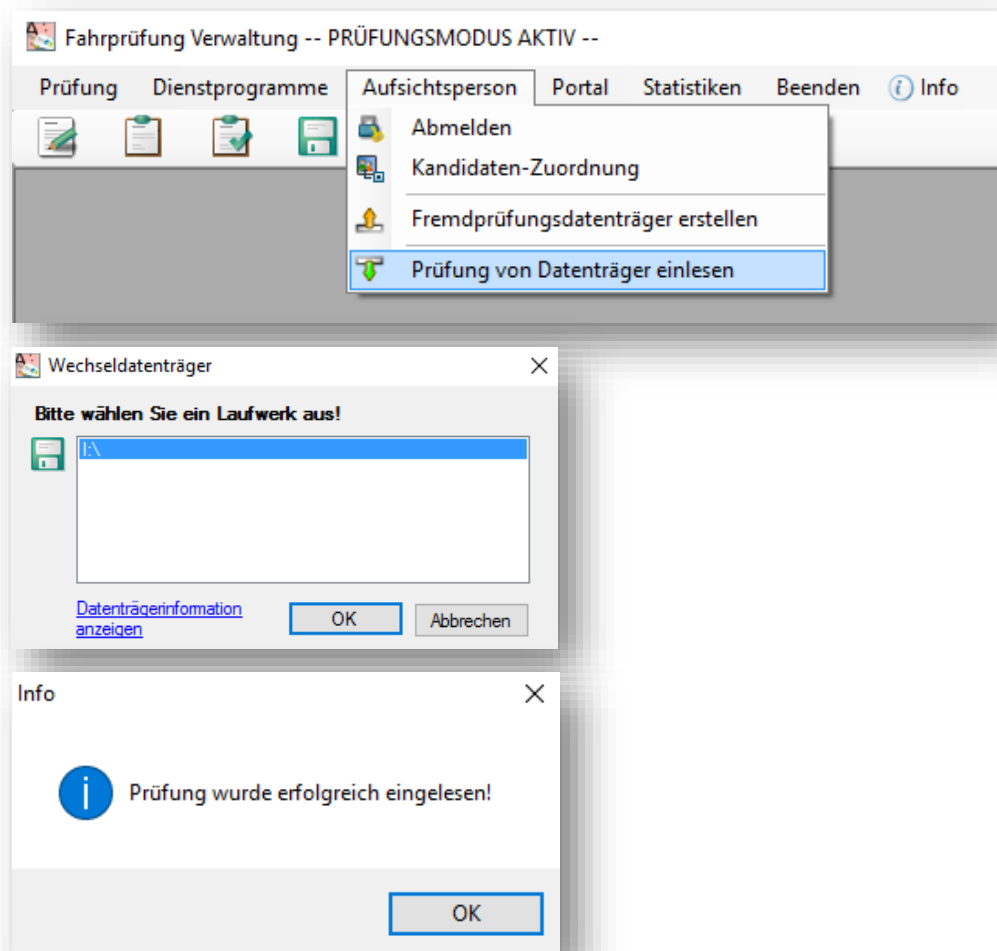 Fahrprüfung Verwaltung -- PRÜFUNGSMODUS AKTIV --
Prüfung Dienstprogramme Aufsichtsperson Portal Statistiken Beenden i Info
Abmelden
Kandidaten-Zuordnung
Fremdprüfungsdatenträger erstellen
Prüfung von Datenträger einlesen
Wechseldatenträger
Bitte wählen Sie ein Laufwerk aus!
I:\
Datenträgerinformation
anzeigen
OK Abbrechen
Info
i Prüfung wurde erfolgreich eingelesen!
OK